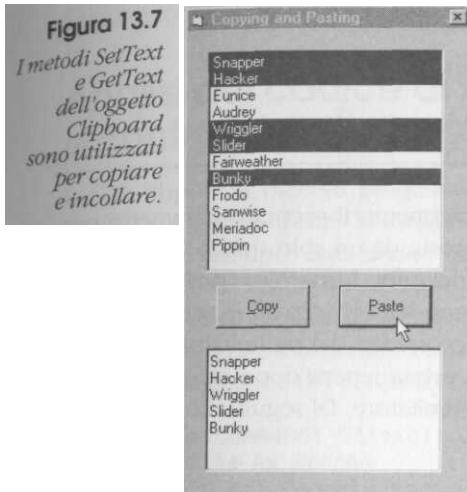 Figura 13.7
I metodi SetText
e GetText
dell'oggetto
Clipboard
sono utilizzati
per copiare
e incollare.
Copying and Pasting
Snapper
Hacker
Eunice
Audrey
Wriggler
Slider
Fairweather
Bunky
Frodo
Samwise
Meriadoc
Pippin
Copy
Paste
Snapper
Hacker
Wriggler
Slider
Bunky